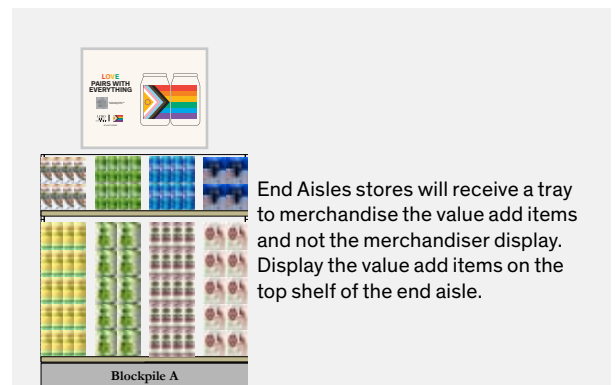 LOVE
PAIRS WITH
EVERYTHING
End Aisles stores will receive a tray
to merchandise the value add items
and not the merchandiser display.
Display the value add items on the
top shelf of the end aisle.
Blockpile A